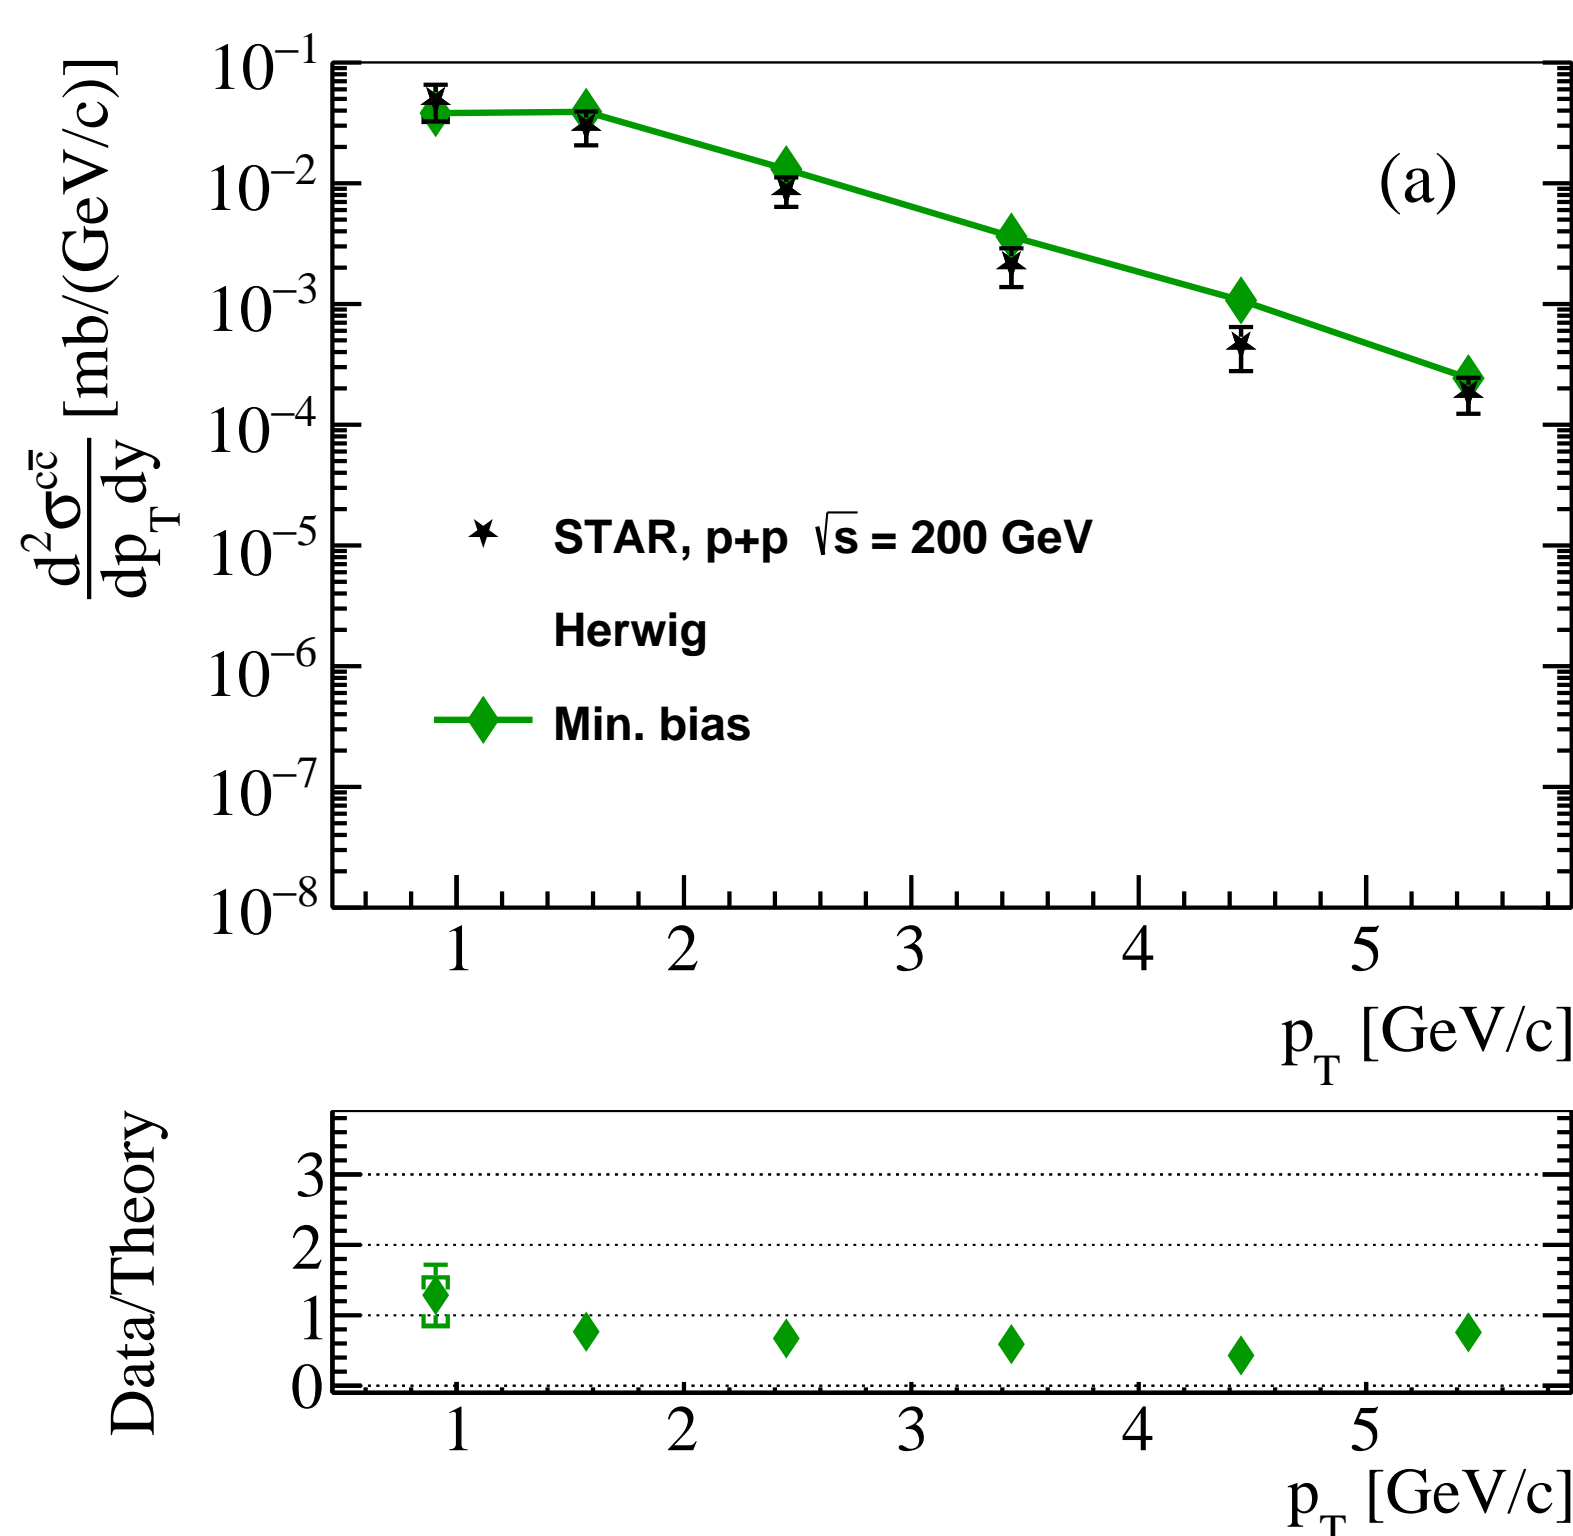 d²σ^{cc̄} / dp_T dy [mb/(GeV/c)]
10⁻¹
10⁻²
10⁻³
10⁻⁴
10⁻⁵
10⁻⁶
10⁻⁷
10⁻⁸
(a)
STAR, p+p √s = 200 GeV
Herwig
Min. bias
1 2 3 4 5
p_T [GeV/c]
Data/Theory
3
2
1
0
1 2 3 4 5
p_T [GeV/c]